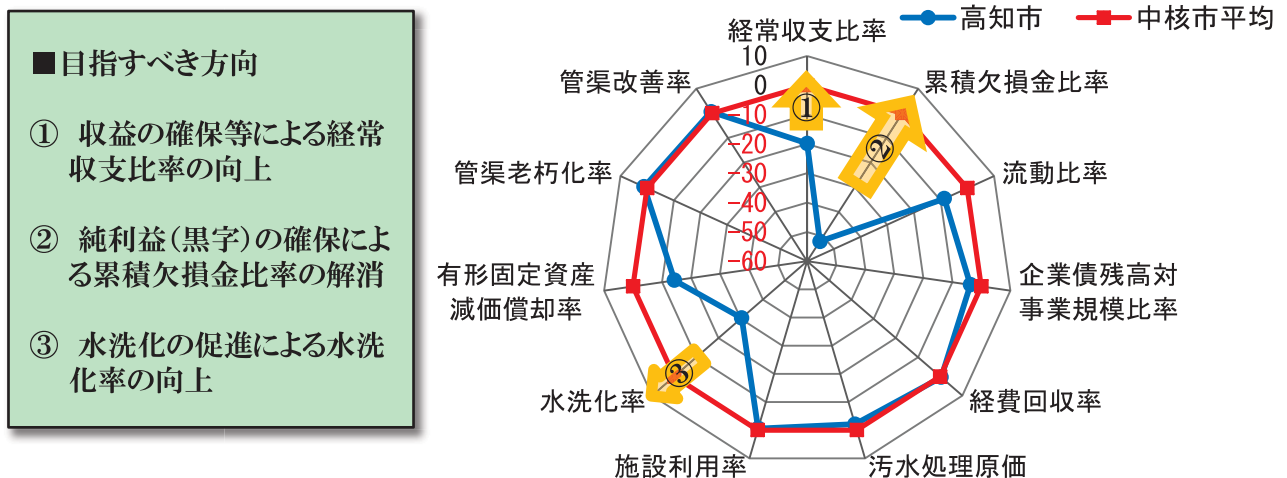 ■目指すべき方向
① 収益の確保等による経常
収支比率の向上
② 純利益(黒字)の確保によ
る累積欠損金比率の解消
③ 水洗化の促進による水洗
化率の向上
高知市 中核市平均
経常収支比率
累積欠損金比率
流動比率
企業債残高対
事業規模比率
経費回収率
汚水処理原価
施設利用率
水洗化率
有形固定資産
減価償却率
管渠老朽化率
管渠改善率
10
0
-10
-20
-30
-40
-50
-60
①
②
③